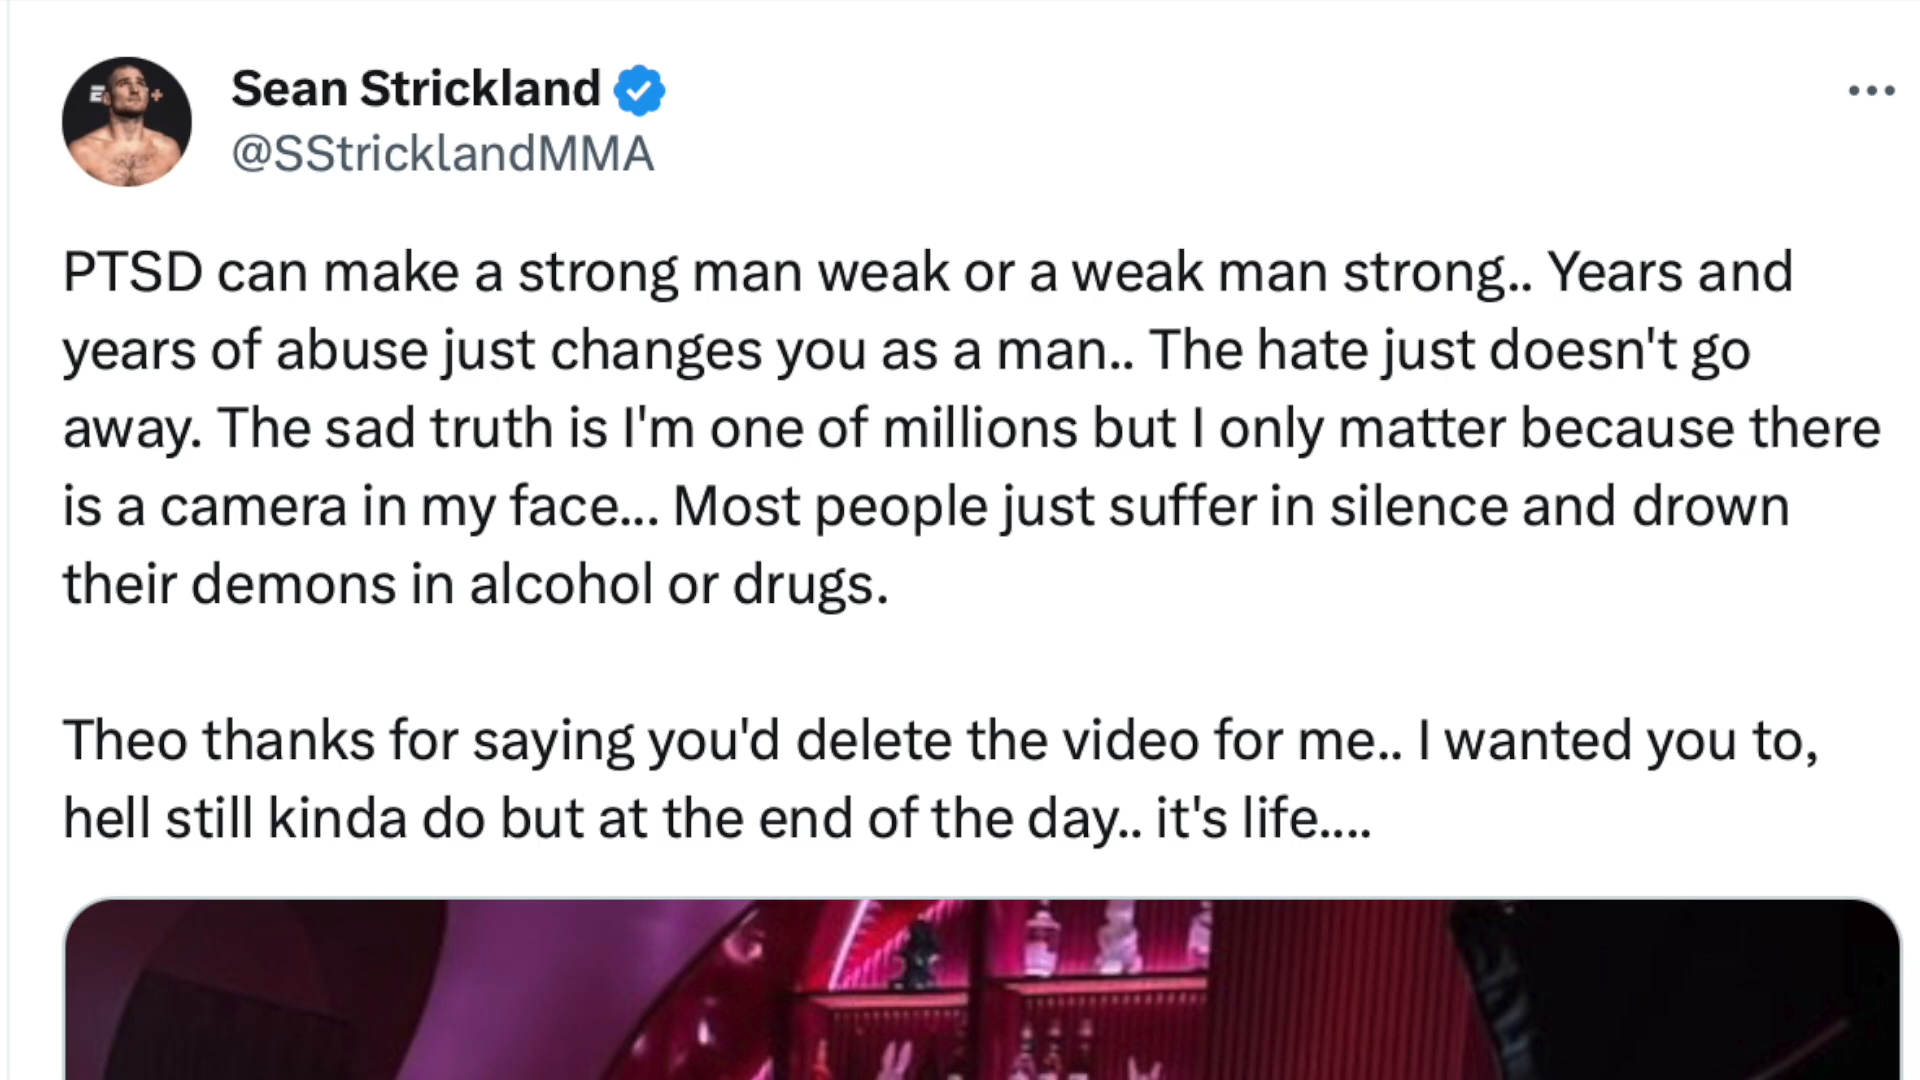 Sean Strickland
@SStricklandMMA
PTSD can make a strong man weak or a weak man strong.. Years and
years of abuse just changes you as a man.. The hate just doesn't go
away. The sad truth is I'm one of millions but I only matter because there
is a camera in my face... Most people just suffer in silence and drown
their demons in alcohol or drugs.
Theo thanks for saying you'd delete the video for me.. I wanted you to,
hell still kinda do but at the end of the day.. it's life....